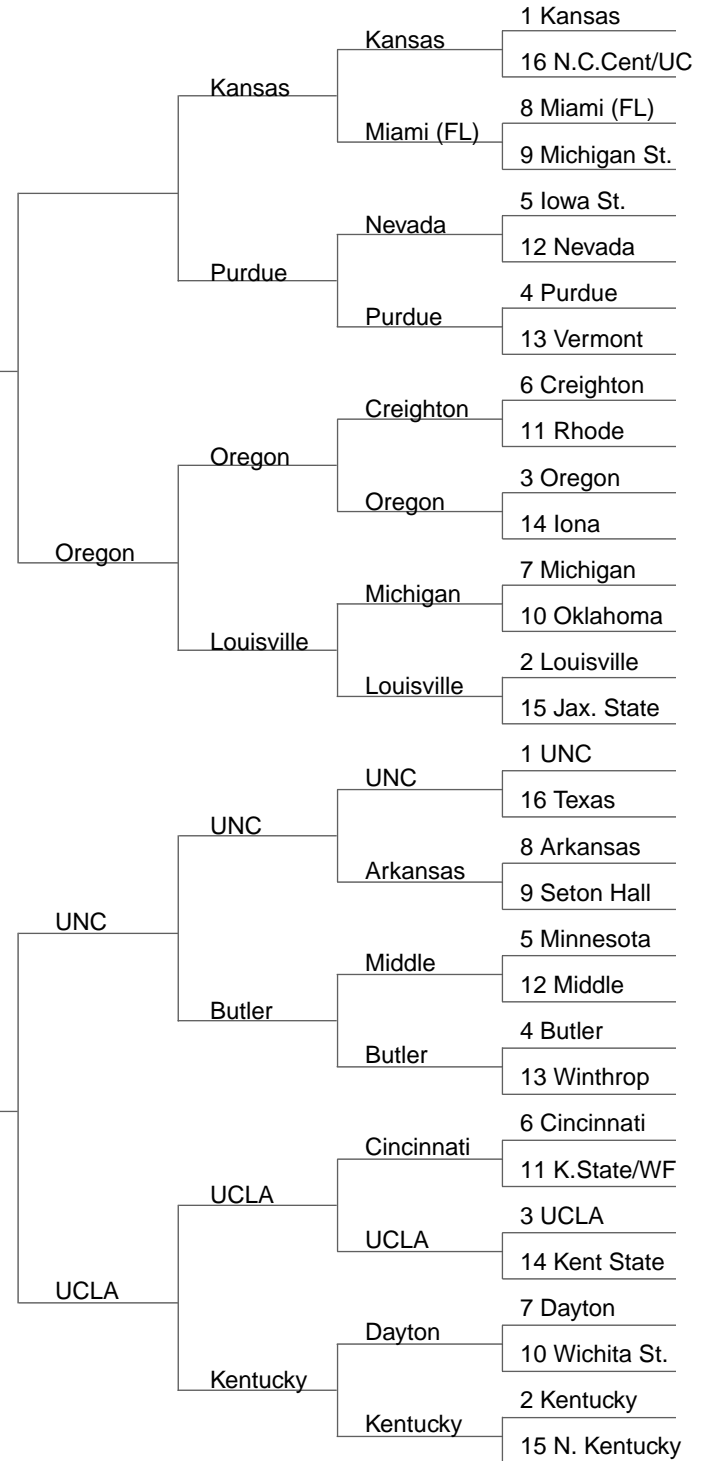 1 Kansas
Kansas
16 N.C.Cent/UC
Kansas
8 Miami (FL)
Miami (FL)
9 Michigan St.
5 Iowa St.
Nevada
12 Nevada
Purdue
4 Purdue
Purdue
13 Vermont
6 Creighton
Creighton
11 Rhode
Oregon
3 Oregon
Oregon
14 Iona
Oregon
7 Michigan
Michigan
10 Oklahoma
Louisville
2 Louisville
Louisville
15 Jax. State
1 UNC
UNC
16 Texas
UNC
8 Arkansas
Arkansas
9 Seton Hall
UNC
5 Minnesota
Middle
12 Middle
Butler
4 Butler
Butler
13 Winthrop
6 Cincinnati
Cincinnati
11 K.State/WF
UCLA
3 UCLA
UCLA
14 Kent State
UCLA
7 Dayton
Dayton
10 Wichita St.
Kentucky
2 Kentucky
Kentucky
15 N. Kentucky